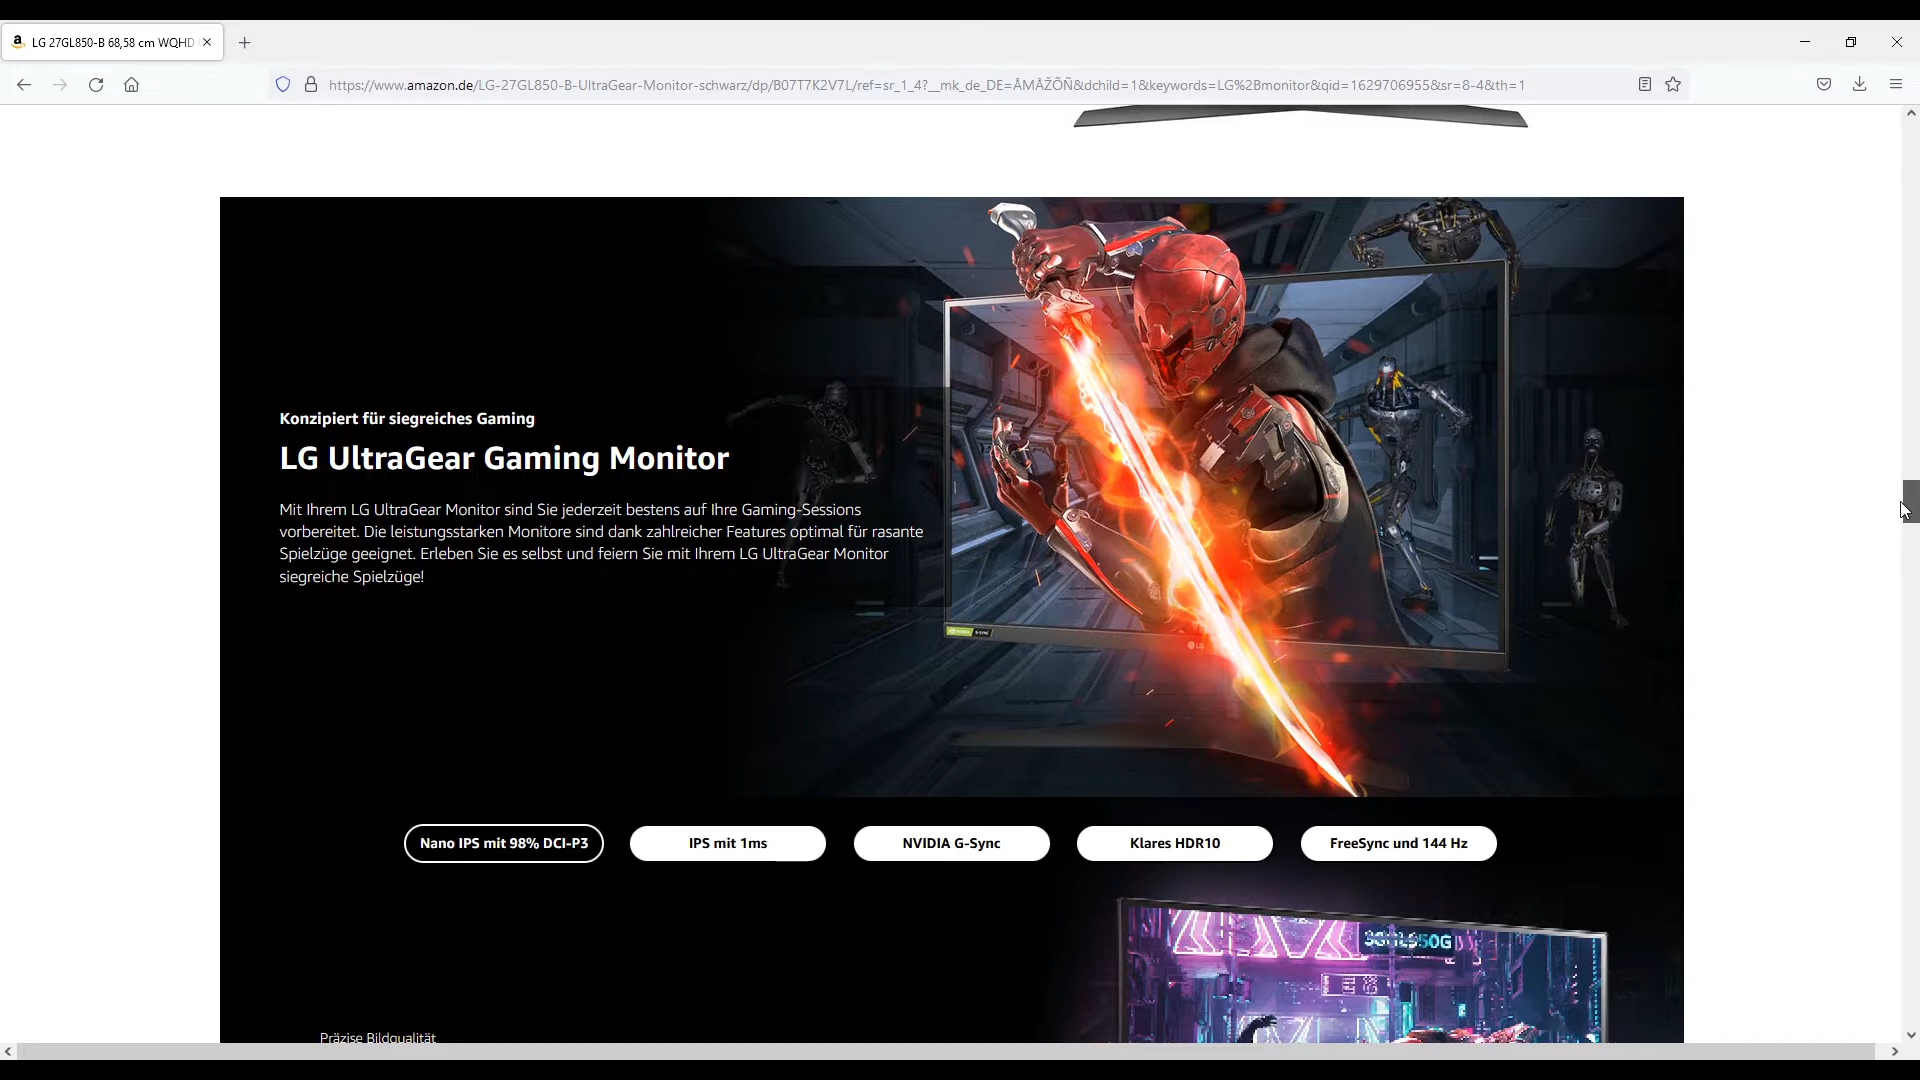 LG 27GL850-B 68,58 cm WQHD
https://www.amazon.de/LG-27GL850-B-UltraGear-Monitor-schwarz/dp/B07T7K2V7L/ref=sr_1_4?__mk_de_DE=ÅMÅŽÕÑ&dchild=1&keywords=LG%2Bmonitor&qid=1629706955&sr=8-4&th=1
Konzipiert für siegreiches Gaming
LG UltraGear Gaming Monitor
Mit Ihrem LG UltraGear Monitor sind Sie jederzeit bestens auf Ihre Gaming-Sessions
vorbereitet. Die leistungsstarken Monitore sind dank zahlreicher Features optimal für rasante
Spielzüge geeignet. Erleben Sie es selbst und feiern Sie mit Ihrem LG UltraGear Monitor
siegreiche Spielzüge!
LG
Nano IPS mit 98% DCI-P3
IPS mit 1ms
NVIDIA G-Sync
Klares HDR10
FreeSync und 144 Hz
Präzise Bildqualität